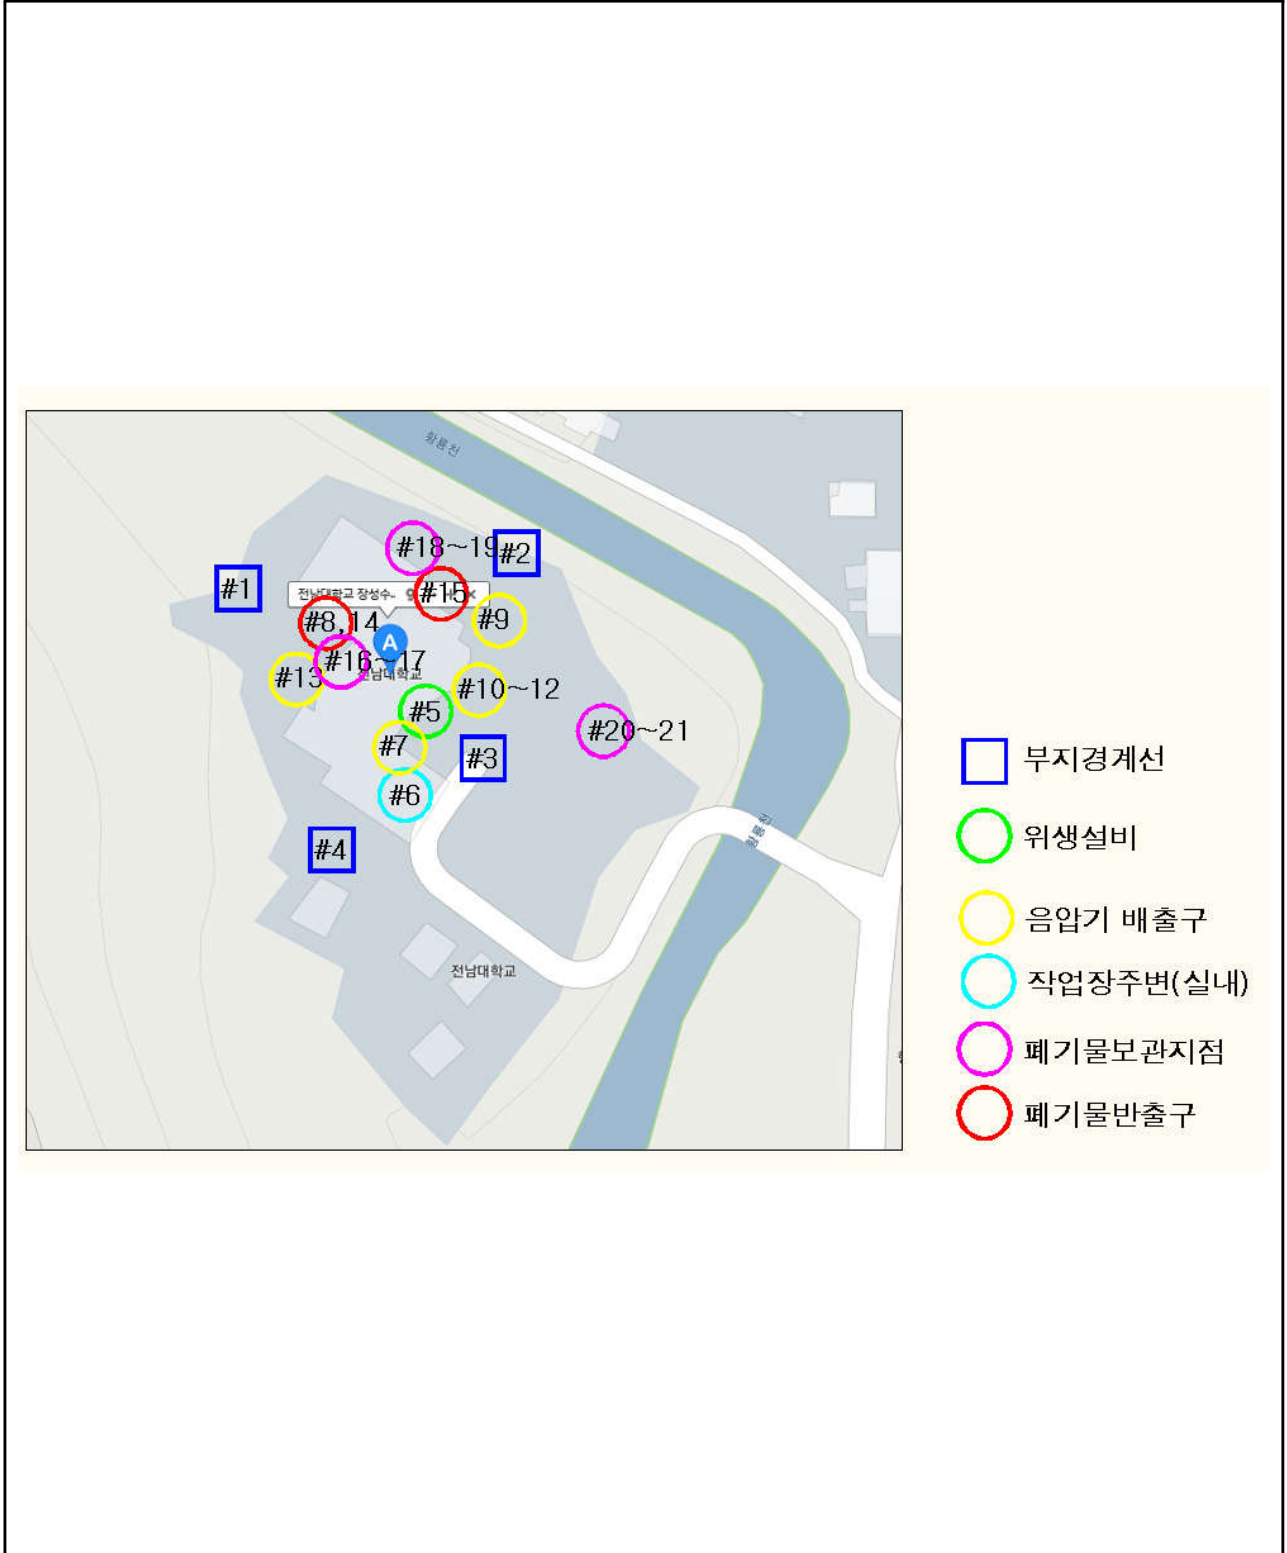 황룡천
#18~19
#2
#1
전남대학교 장성수..
#15
#8,14
#9
A
#16~17
전남대학교
#13
#10~12
#5
#20~21
#7
#3
#6
#4
황룡천
전남대학교
부지경계선
위생설비
음압기 배출구
작업장주변(실내)
폐기물보관지점
폐기물반출구